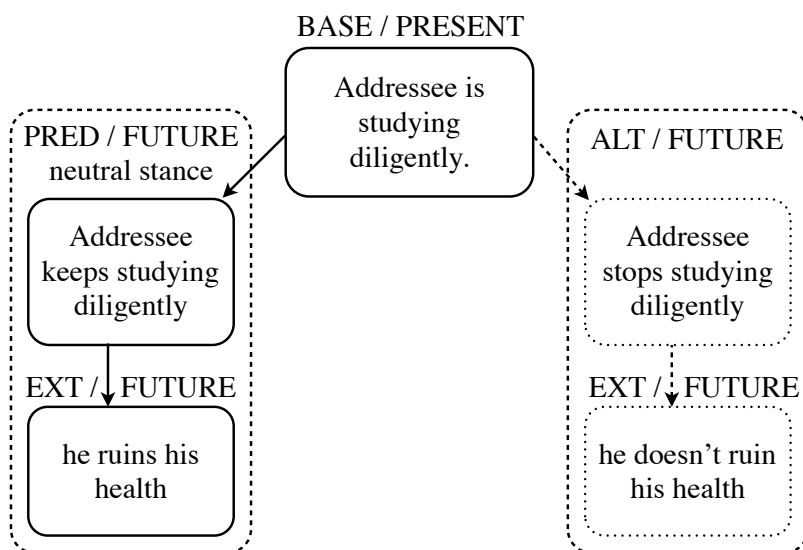 BASE / PRESENT
Addressee is
studying
diligently.
PRED / FUTURE
neutral stance
Addressee
keeps studying
diligently
EXT / FUTURE
he ruins his
health
ALT / FUTURE
Addressee
stops studying
diligently
EXT / FUTURE
he doesn’t ruin
his health